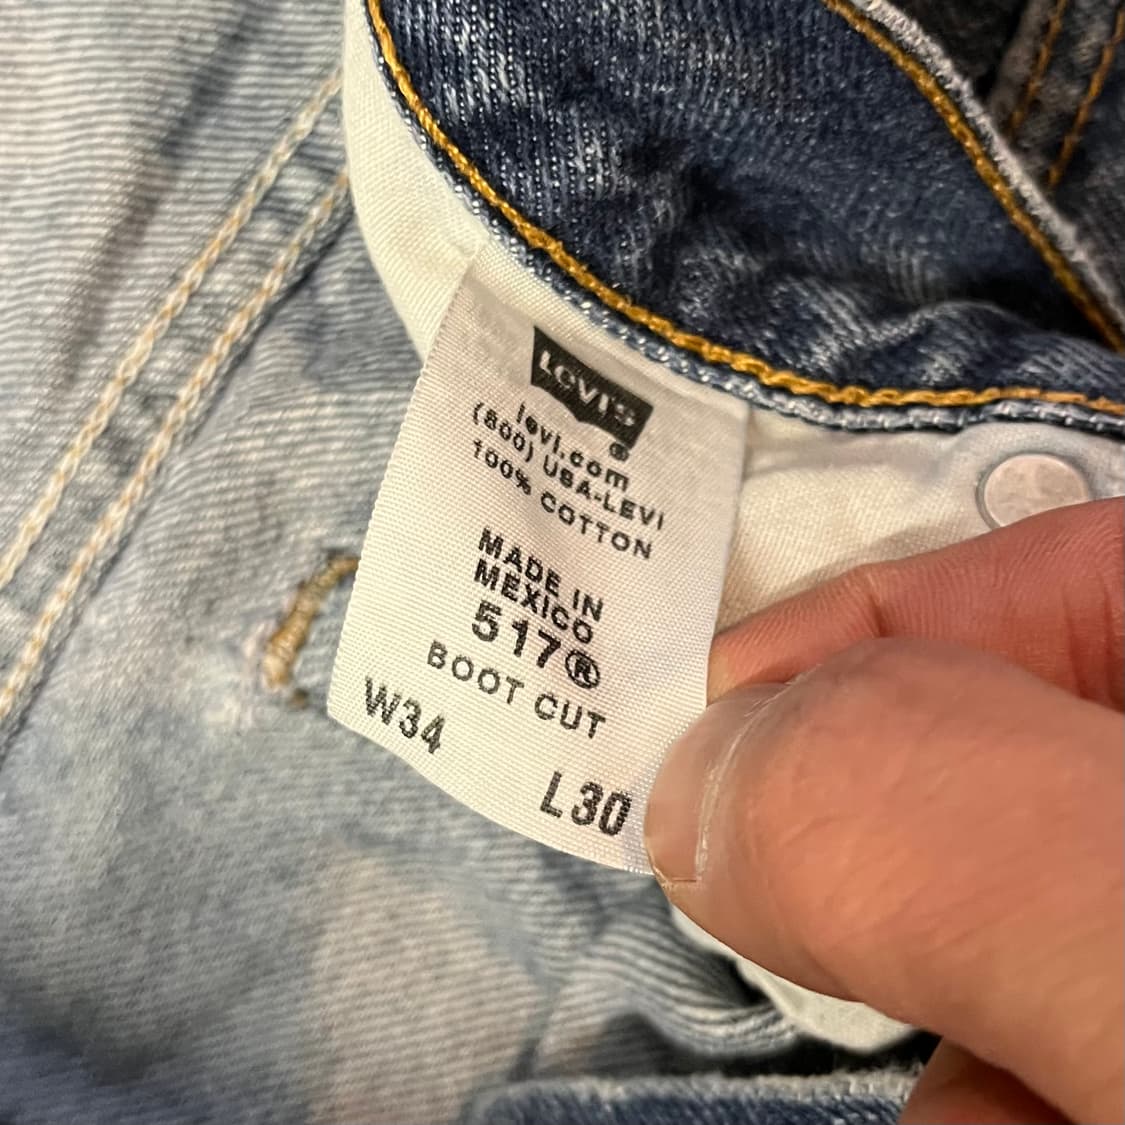 LEVI'S
®
levi.com
(800) USA-LEVI
100% COTTON
MADE IN
MEXICO
517®
BOOT CUT
W34
L30